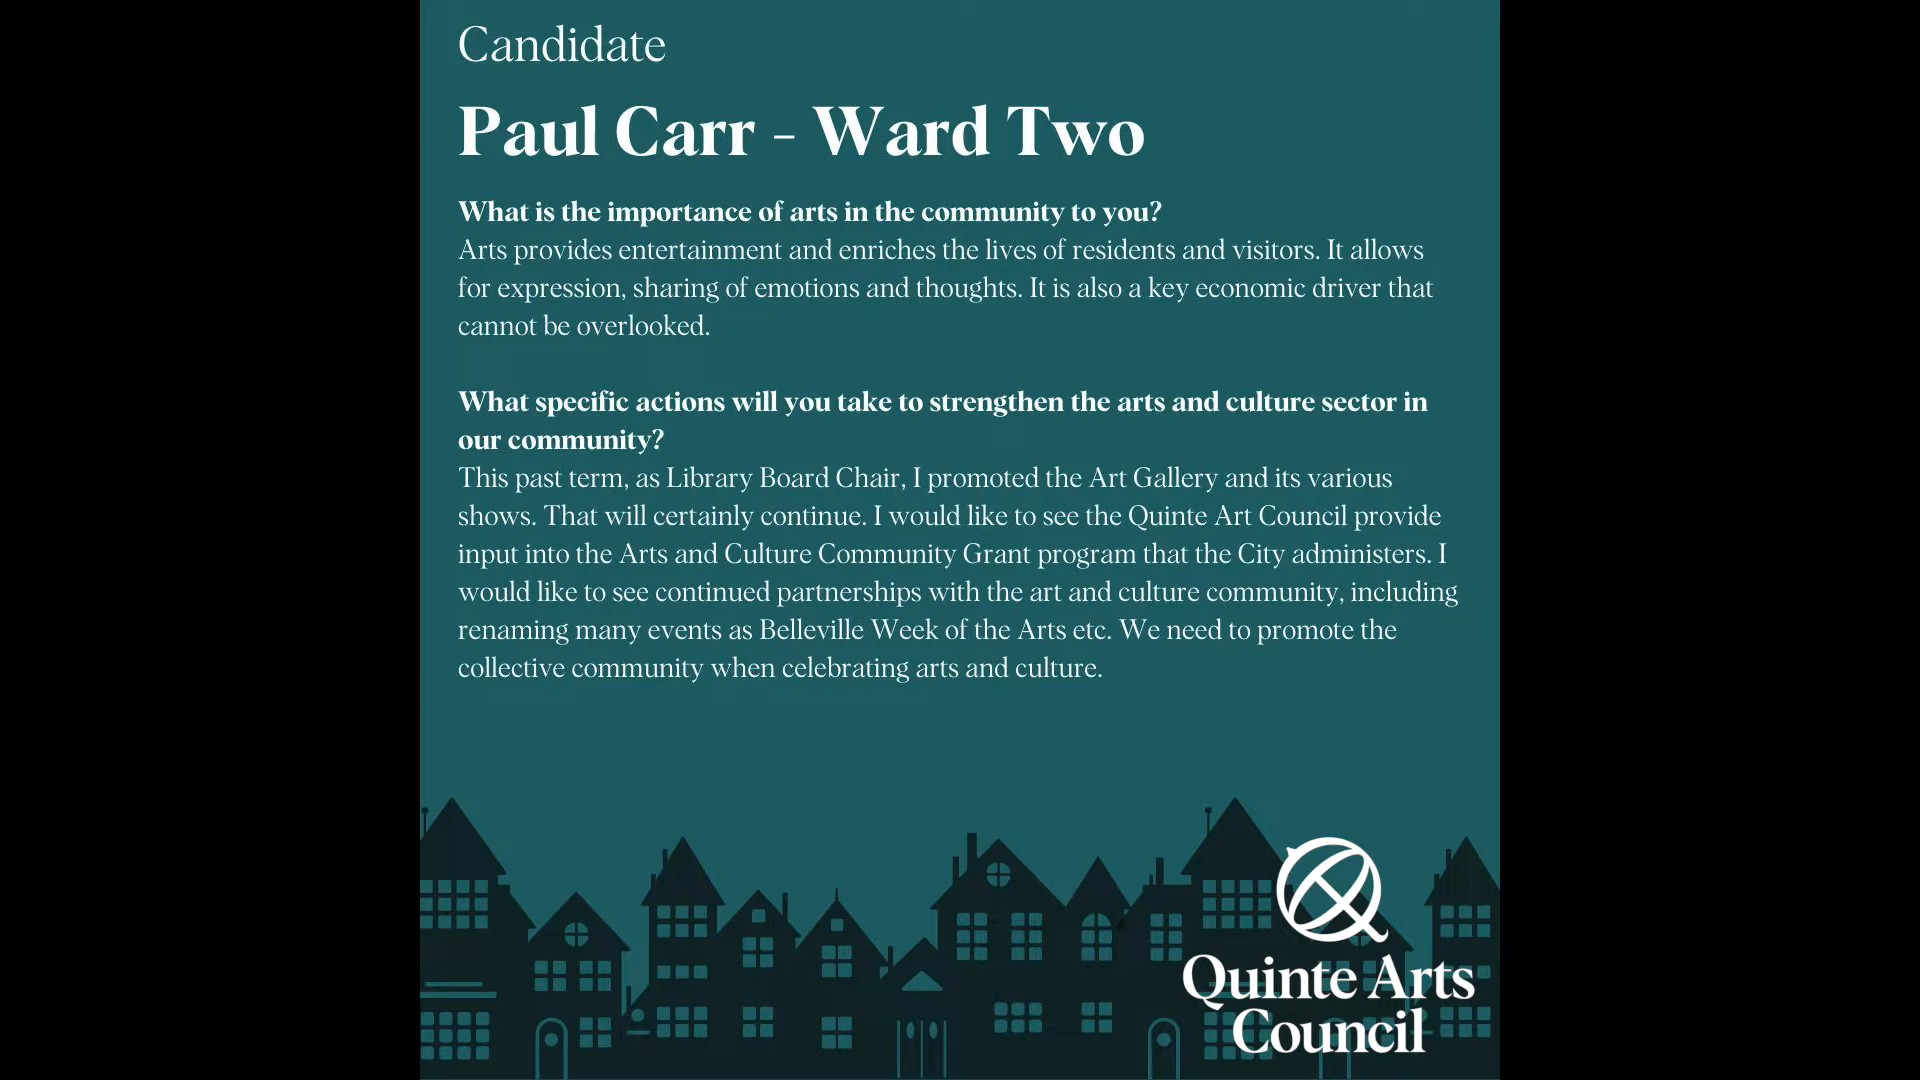 Candidate
Paul Carr - Ward Two
What is the importance of arts in the community to you?
Arts provides entertainment and enriches the lives of residents and visitors. It allows
for expression, sharing of emotions and thoughts. It is also a key economic driver that
cannot be overlooked.
What specific actions will you take to strengthen the arts and culture sector in
our community?
This past term, as Library Board Chair, I promoted the Art Gallery and its various
shows. That will certainly continue. I would like to see the Quinte Art Council provide
input into the Arts and Culture Community Grant program that the City administers. I
would like to see continued partnerships with the art and culture community, including
renaming many events as Belleville Week of the Arts etc. We need to promote the
collective community when celebrating arts and culture.
Quinte Arts
Council